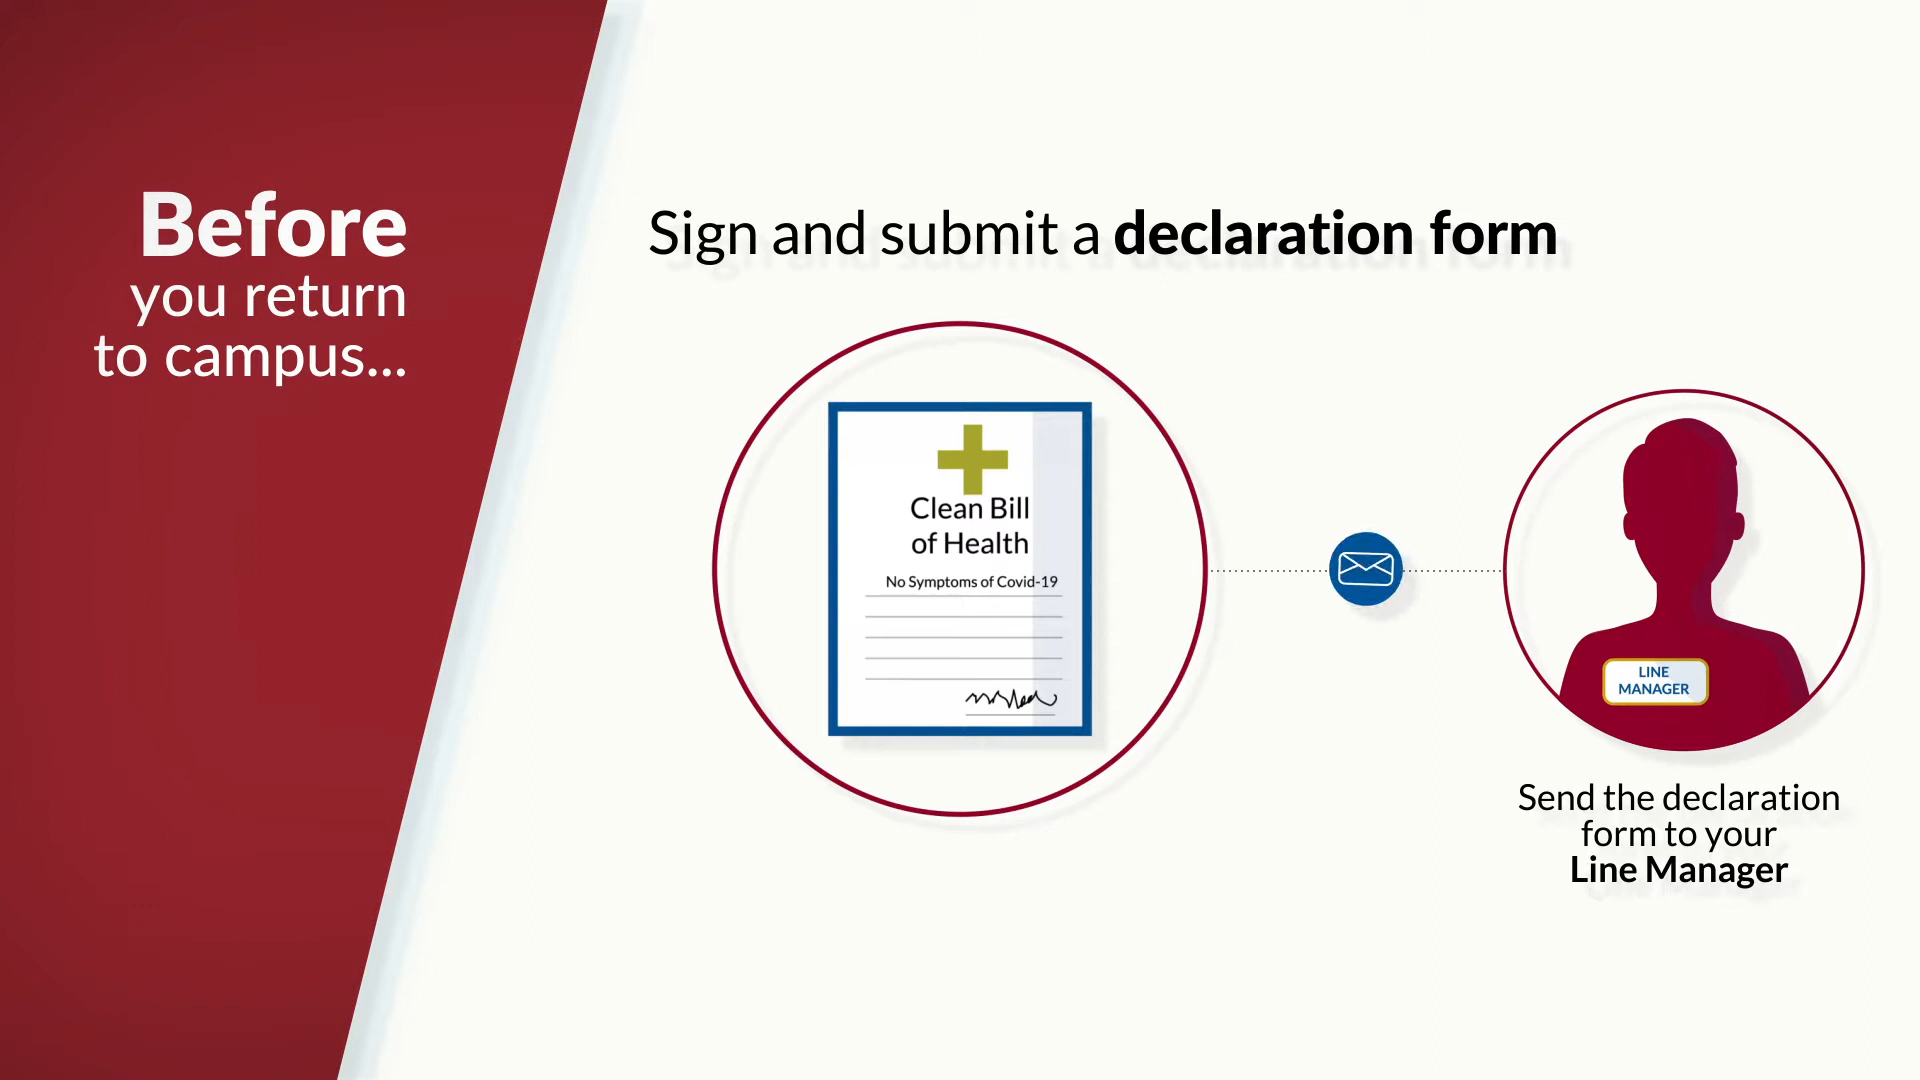 Before
you return
to campus...
Sign and submit a declaration form
Clean Bill
of Health
No Symptoms of Covid-19
LINE
MANAGER
Send the declaration
form to your
Line Manager